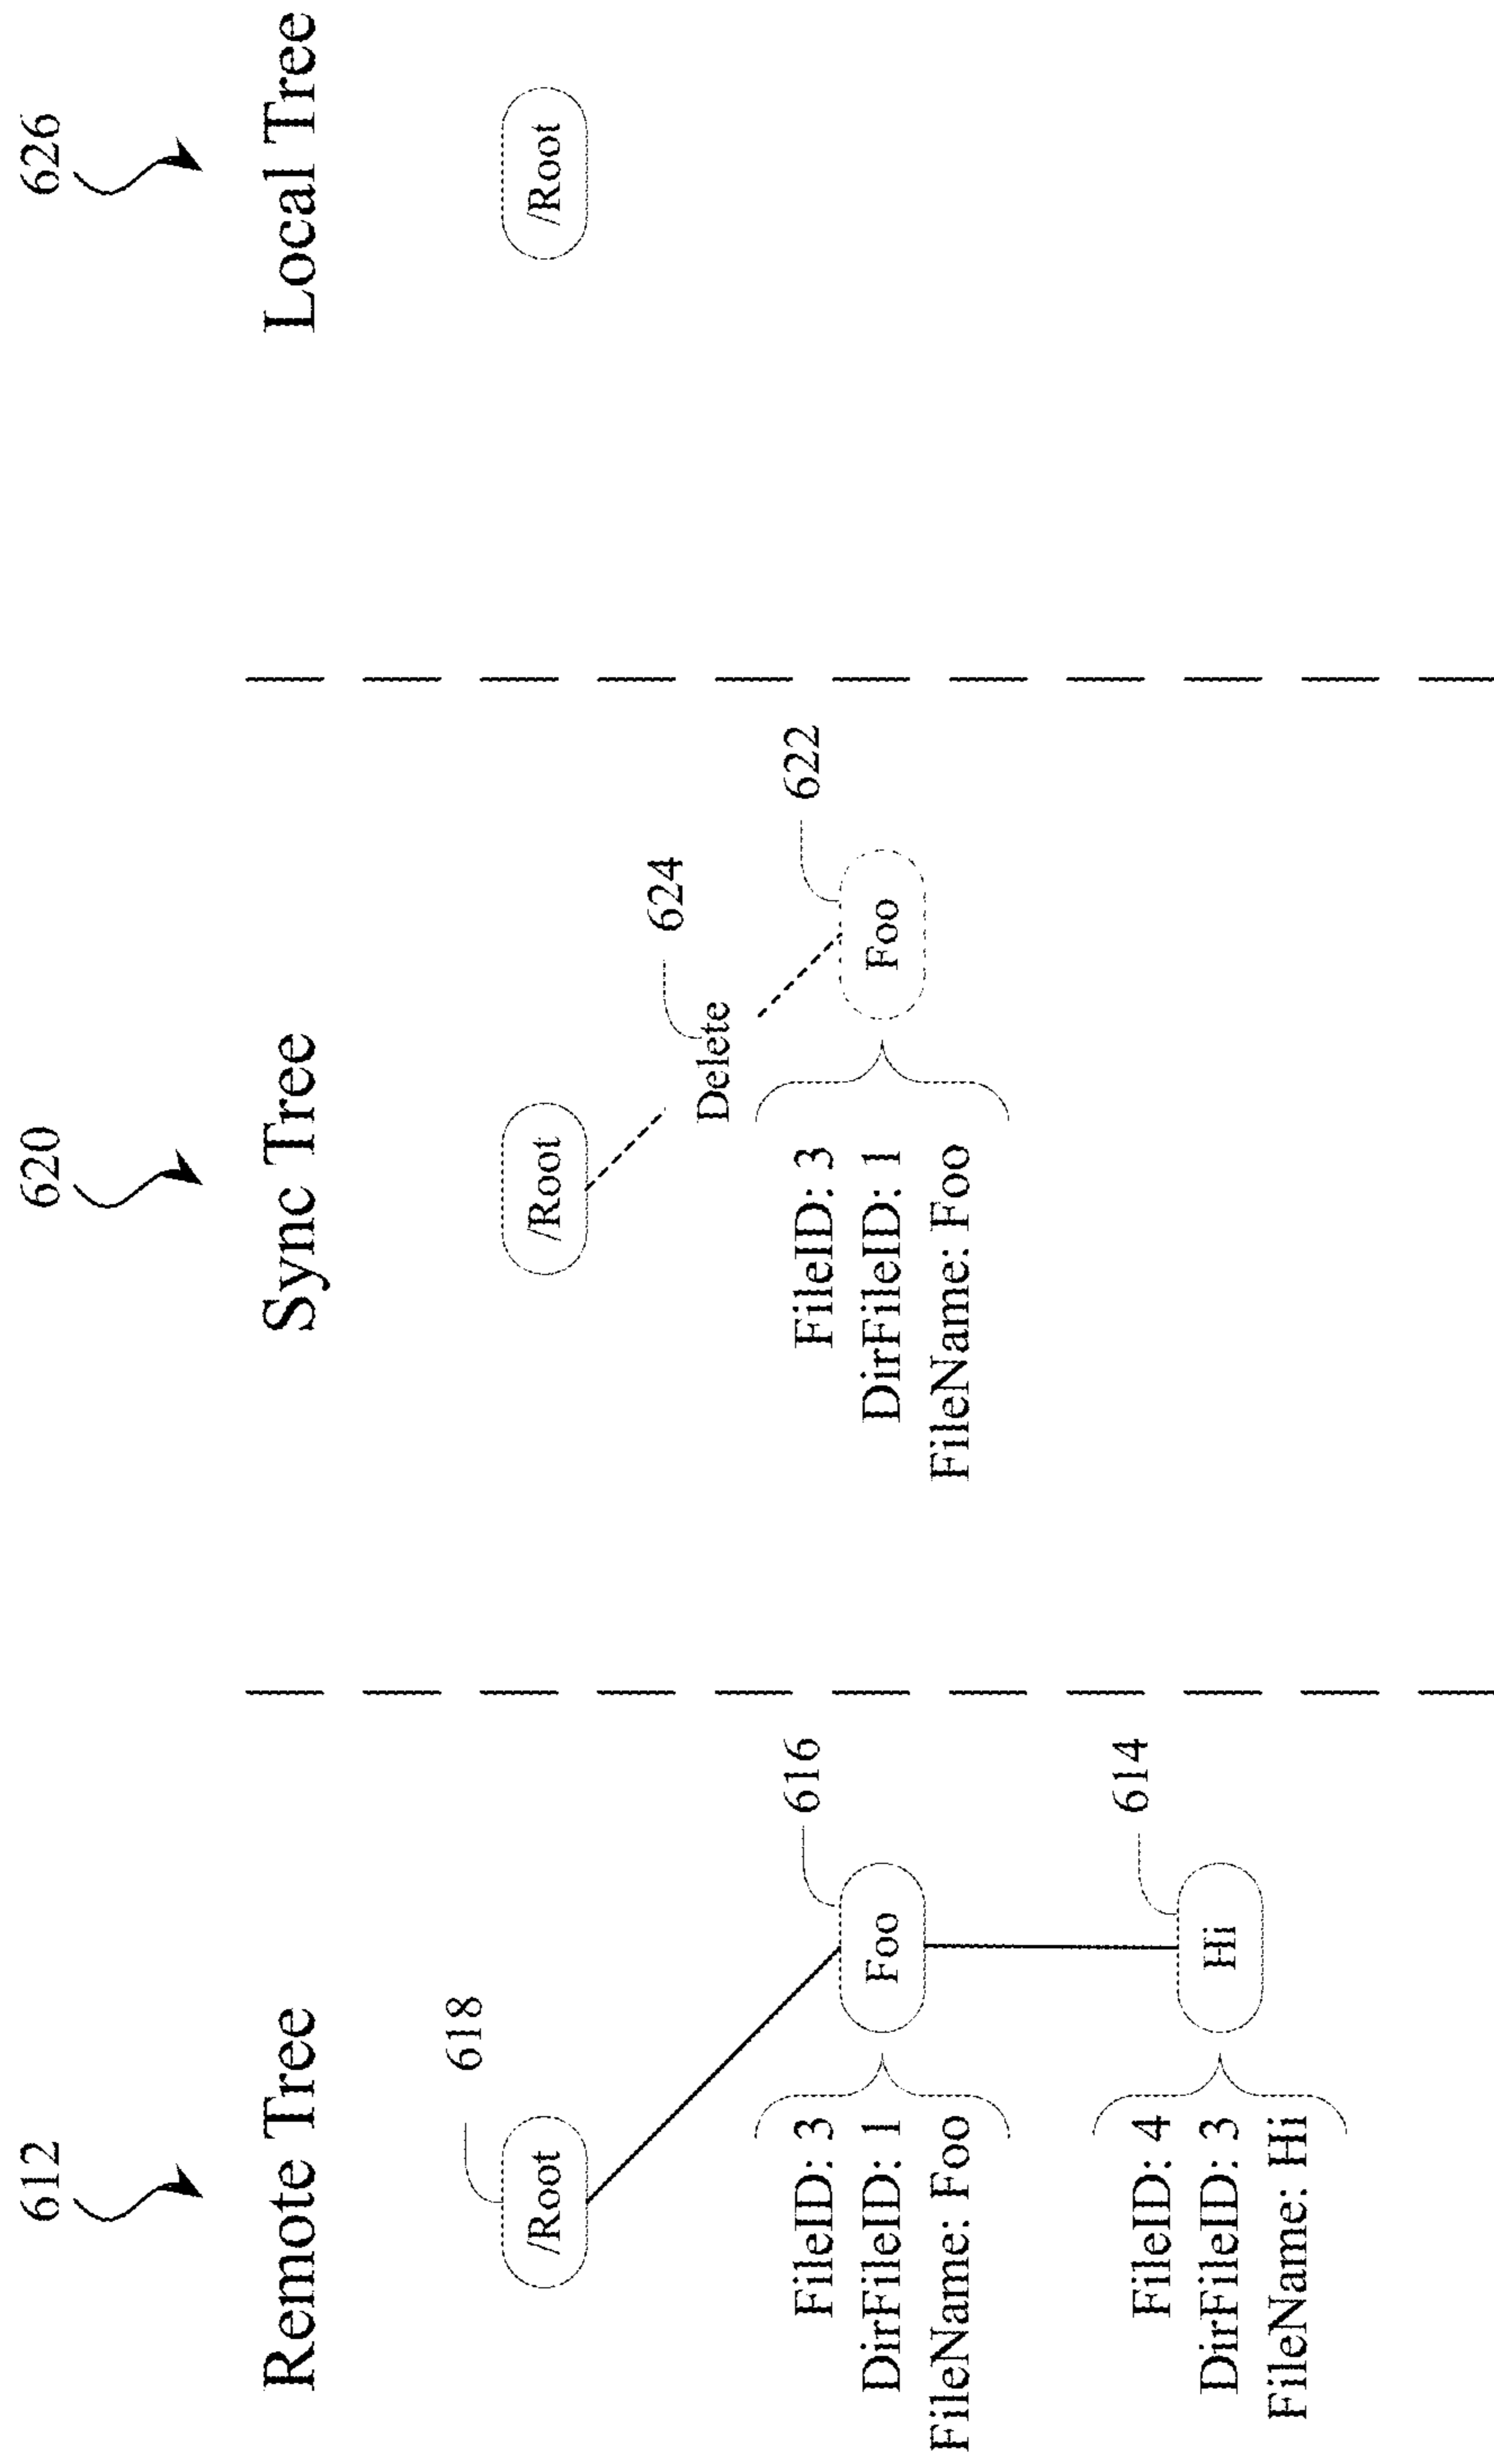 612
Remote Tree
618
/Root
616
Foo
FileID: 3
DirFileID: 1
FileName: Foo
614
Hi
FileID: 4
DirFileID: 3
FileName: Hi
620
Sync Tree
/Root
624
Delete
622
Foo
FileID: 3
DirFileID: 1
FileName: Foo
626
Local Tree
/Root